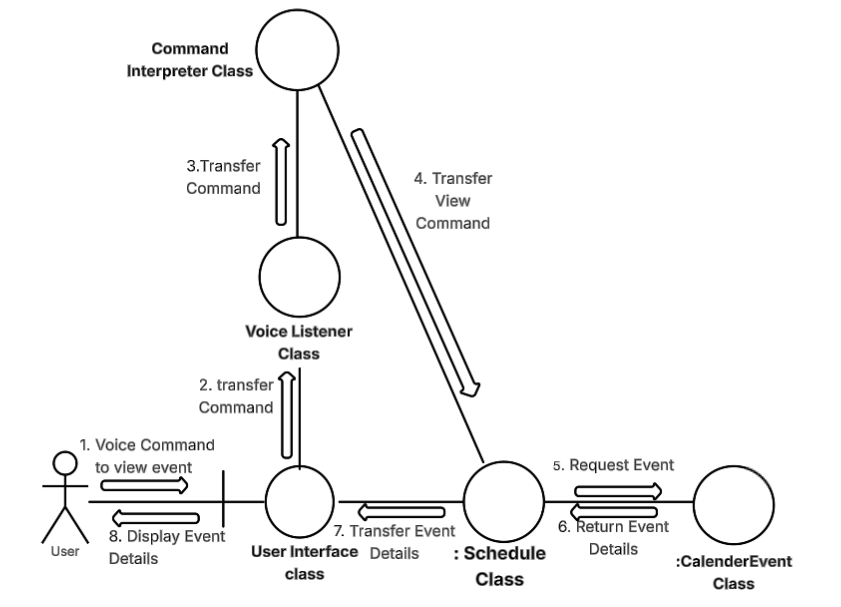 Command
Interpreter Class
3.Transfer
Command
4. Transfer
View
Command
Voice Listener
Class
2. transfer
Command
1. Voice Command
to view event
5. Request Event
6. Return Event
Details
7. Transfer Event
Details
8. Display Event
Details
User
User Interface
class
: Schedule
Class
:CalenderEvent
Class